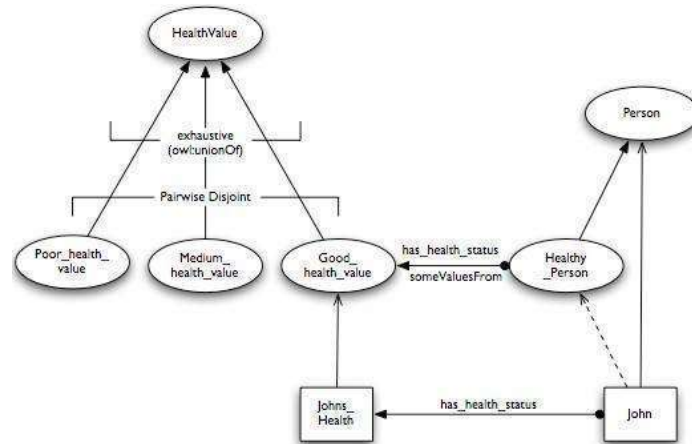 HealthValue
Person
exhaustive
(owl:unionOf)
Pairwise Disjoint
Poor_health_
value
Medium_
health_value
Good_
health_value
has_health_status
someValuesFrom
Healthy
_Person
Johns_
Health
has_health_status
John